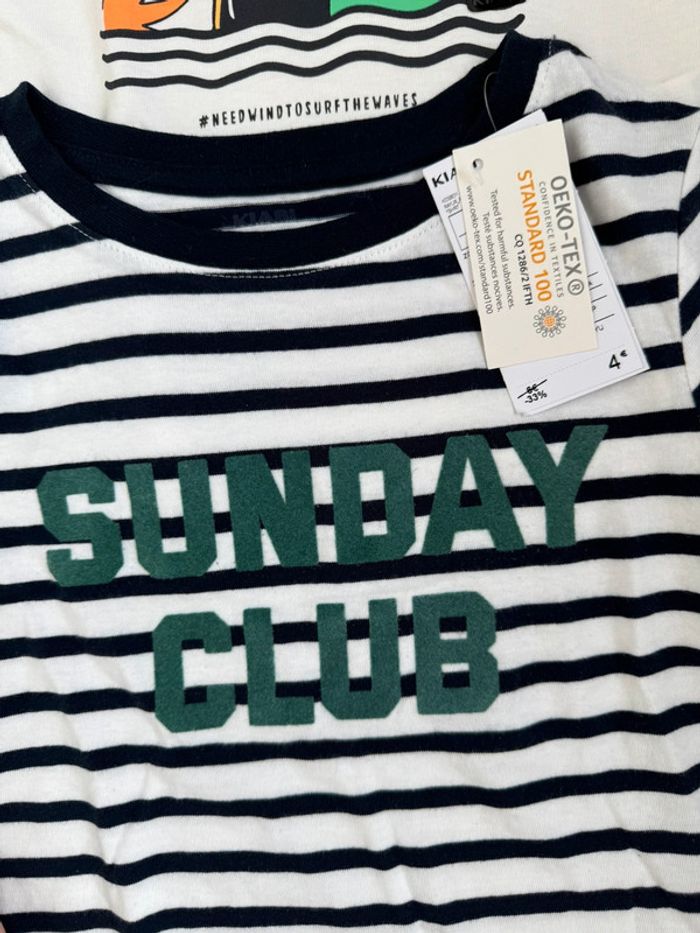 #NEEDWINDTOSURFTHEWAVES
KIABI
KIA
OEKO-TEX®
CONFIDENCE IN TEXTILES
STANDARD 100
CQ 1286/2 IFTH
Tested for harmful substances.
Testé substances nocives.
www.oeko-tex.com/standard100
4€
-33%
SUNDAY
CLUB